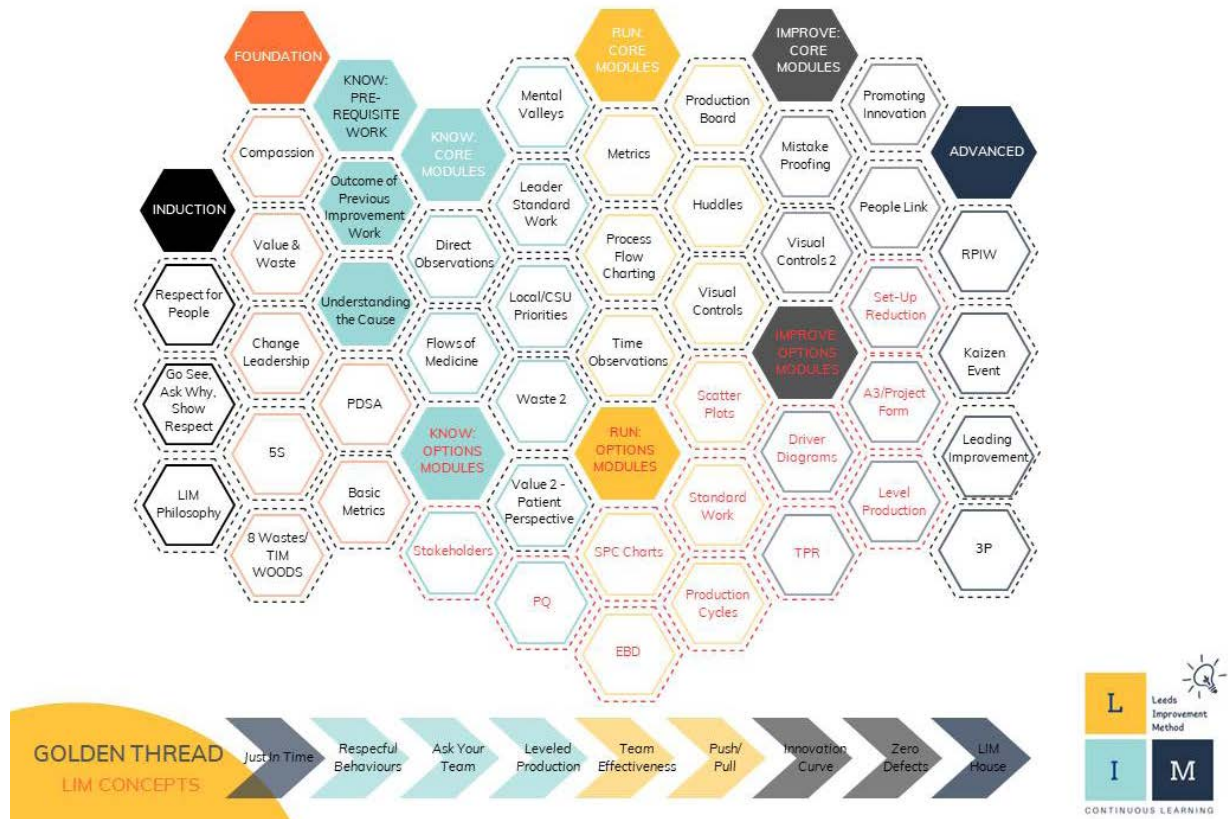 INDUCTION
Respect for
People
Go See,
Ask Why,
Show
Respect
LIM
Philosophy
FOUNDATION
Compassion
Value &
Waste
Change
Leadership
5S
8 Wastes/
TIM
WOODS
KNOW:
PRE-
REQUISITE
WORK
Outcome of
Previous
Improvement
Work
Understanding
the Cause
PDSA
Basic
Metrics
KNOW:
CORE
MODULES
Direct
Observations
Flows of
Medicine
KNOW:
OPTIONS
MODULES
Stakeholders
Mental
Valleys
Leader
Standard
Work
Local/CSU
Priorities
Waste 2
Value 2 -
Patient
Perspective
PQ
RUN:
CORE
MODULES
Metrics
Process
Flow
Charting
Time
Observations
RUN:
OPTIONS
MODULES
SPC Charts
EBD
Production
Board
Huddles
Visual
Controls
Scatter
Plots
Standard
Work
Production
Cycles
IMPROVE:
CORE
MODULES
Mistake
Proofing
Visual
Controls 2
IMPROVE:
OPTIONS
MODULES
Driver
Diagrams
TPR
Promoting
Innovation
People Link
Set-Up
Reduction
A3/Project
Form
Level
Production
ADVANCED
RPIW
Kaizen
Event
Leading
Improvement
3P
GOLDEN THREAD
LIM CONCEPTS
Just In Time
Respecful
Behaviours
Ask Your
Team
Leveled
Production
Team
Effectiveness
Push/
Pull
Innovation
Curve
Zero
Defects
LIM
House
L
Leeds
Improvement
Method
I
M
CONTINUOUS LEARNING